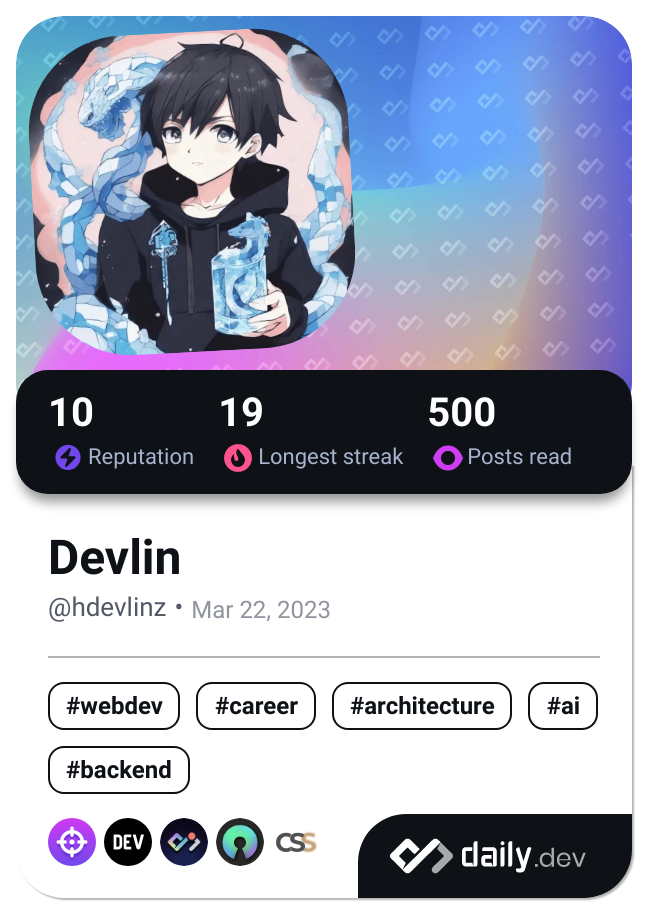 10 19 500
Reputation Longest streak Posts read
Devlin
@hdevlinz • Mar 22, 2023
#webdev #career #architecture #ai
#backend
DEV CSS
daily.dev